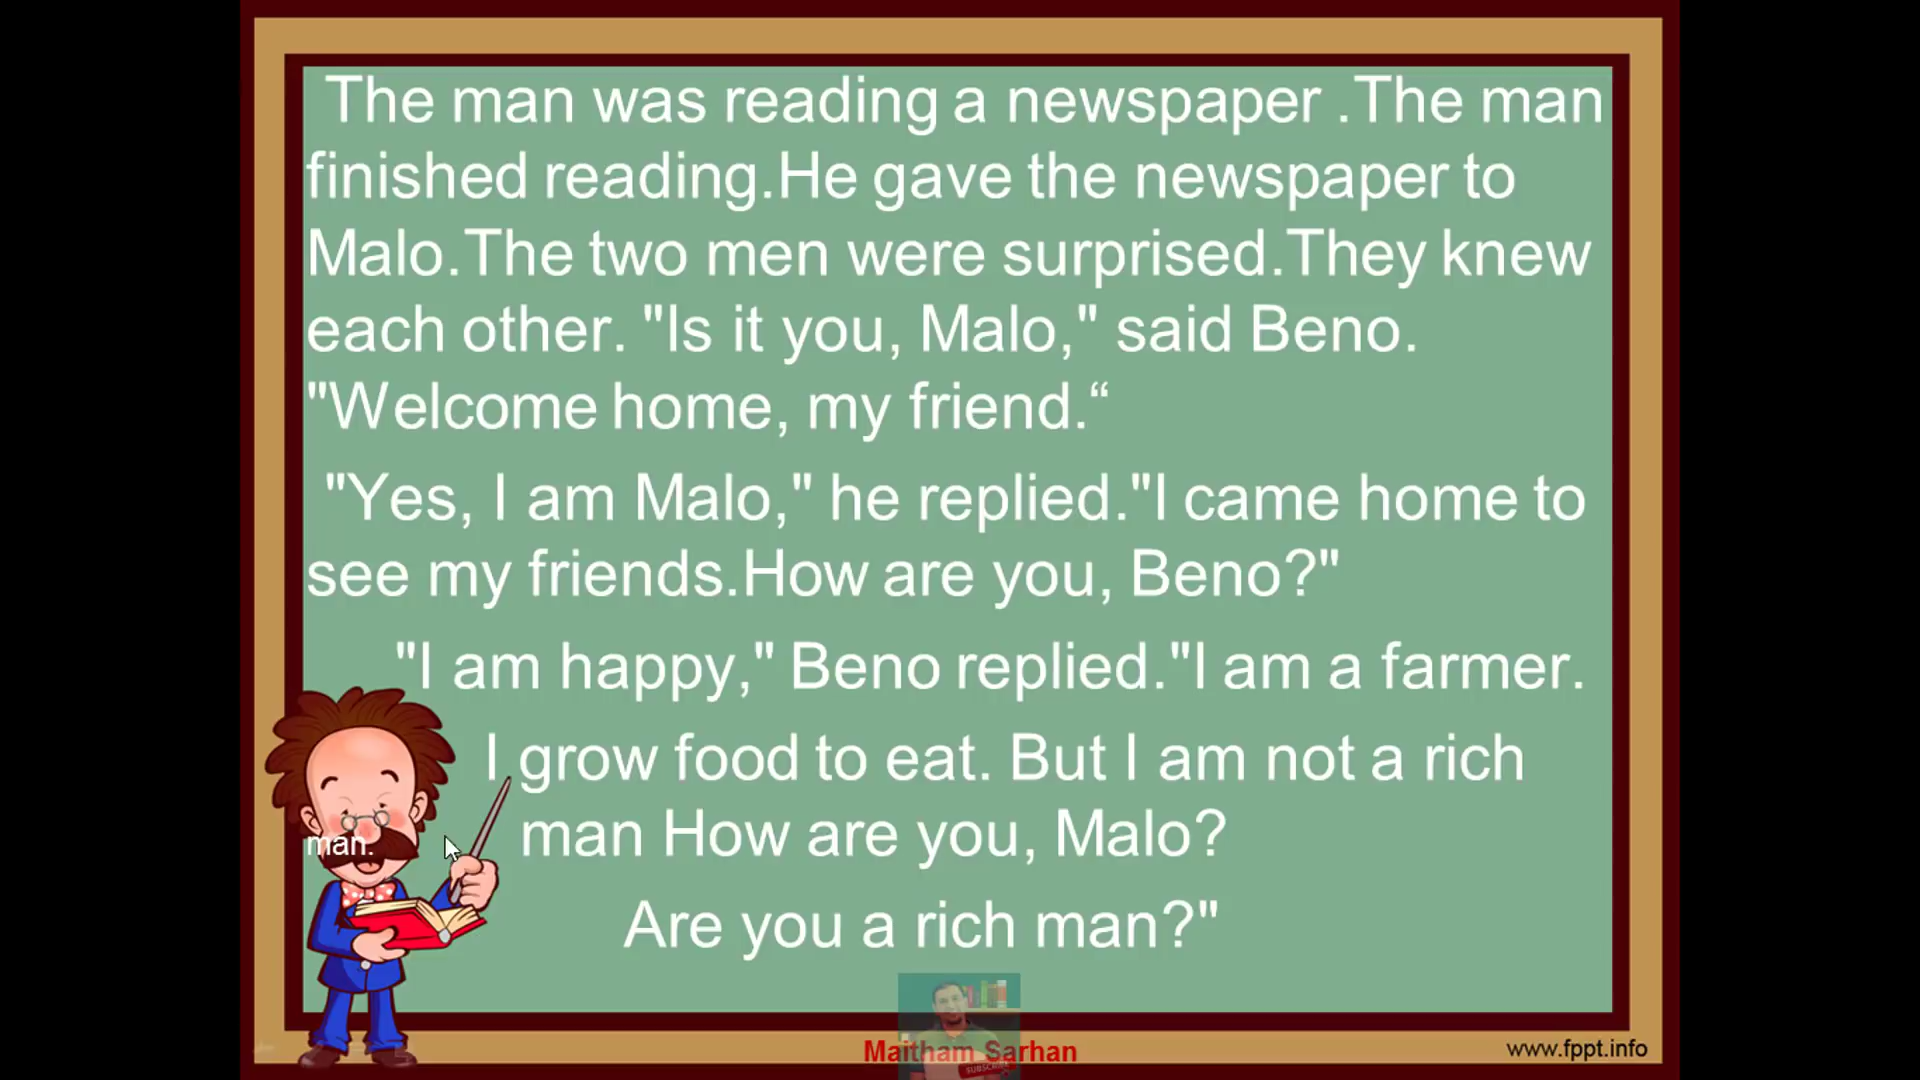 The man was reading a newspaper .The man
finished reading.He gave the newspaper to
Malo.The two men were surprised.They knew
each other. "Is it you, Malo," said Beno.
"Welcome home, my friend.“
"Yes, I am Malo," he replied."I came home to
see my friends.How are you, Beno?"
"I am happy," Beno replied."I am a farmer.
I grow food to eat. But I am not a rich
man How are you, Malo?
man.
Are you a rich man?"
Maitham Sarhan
SUBSCRIBE
www.fppt.info